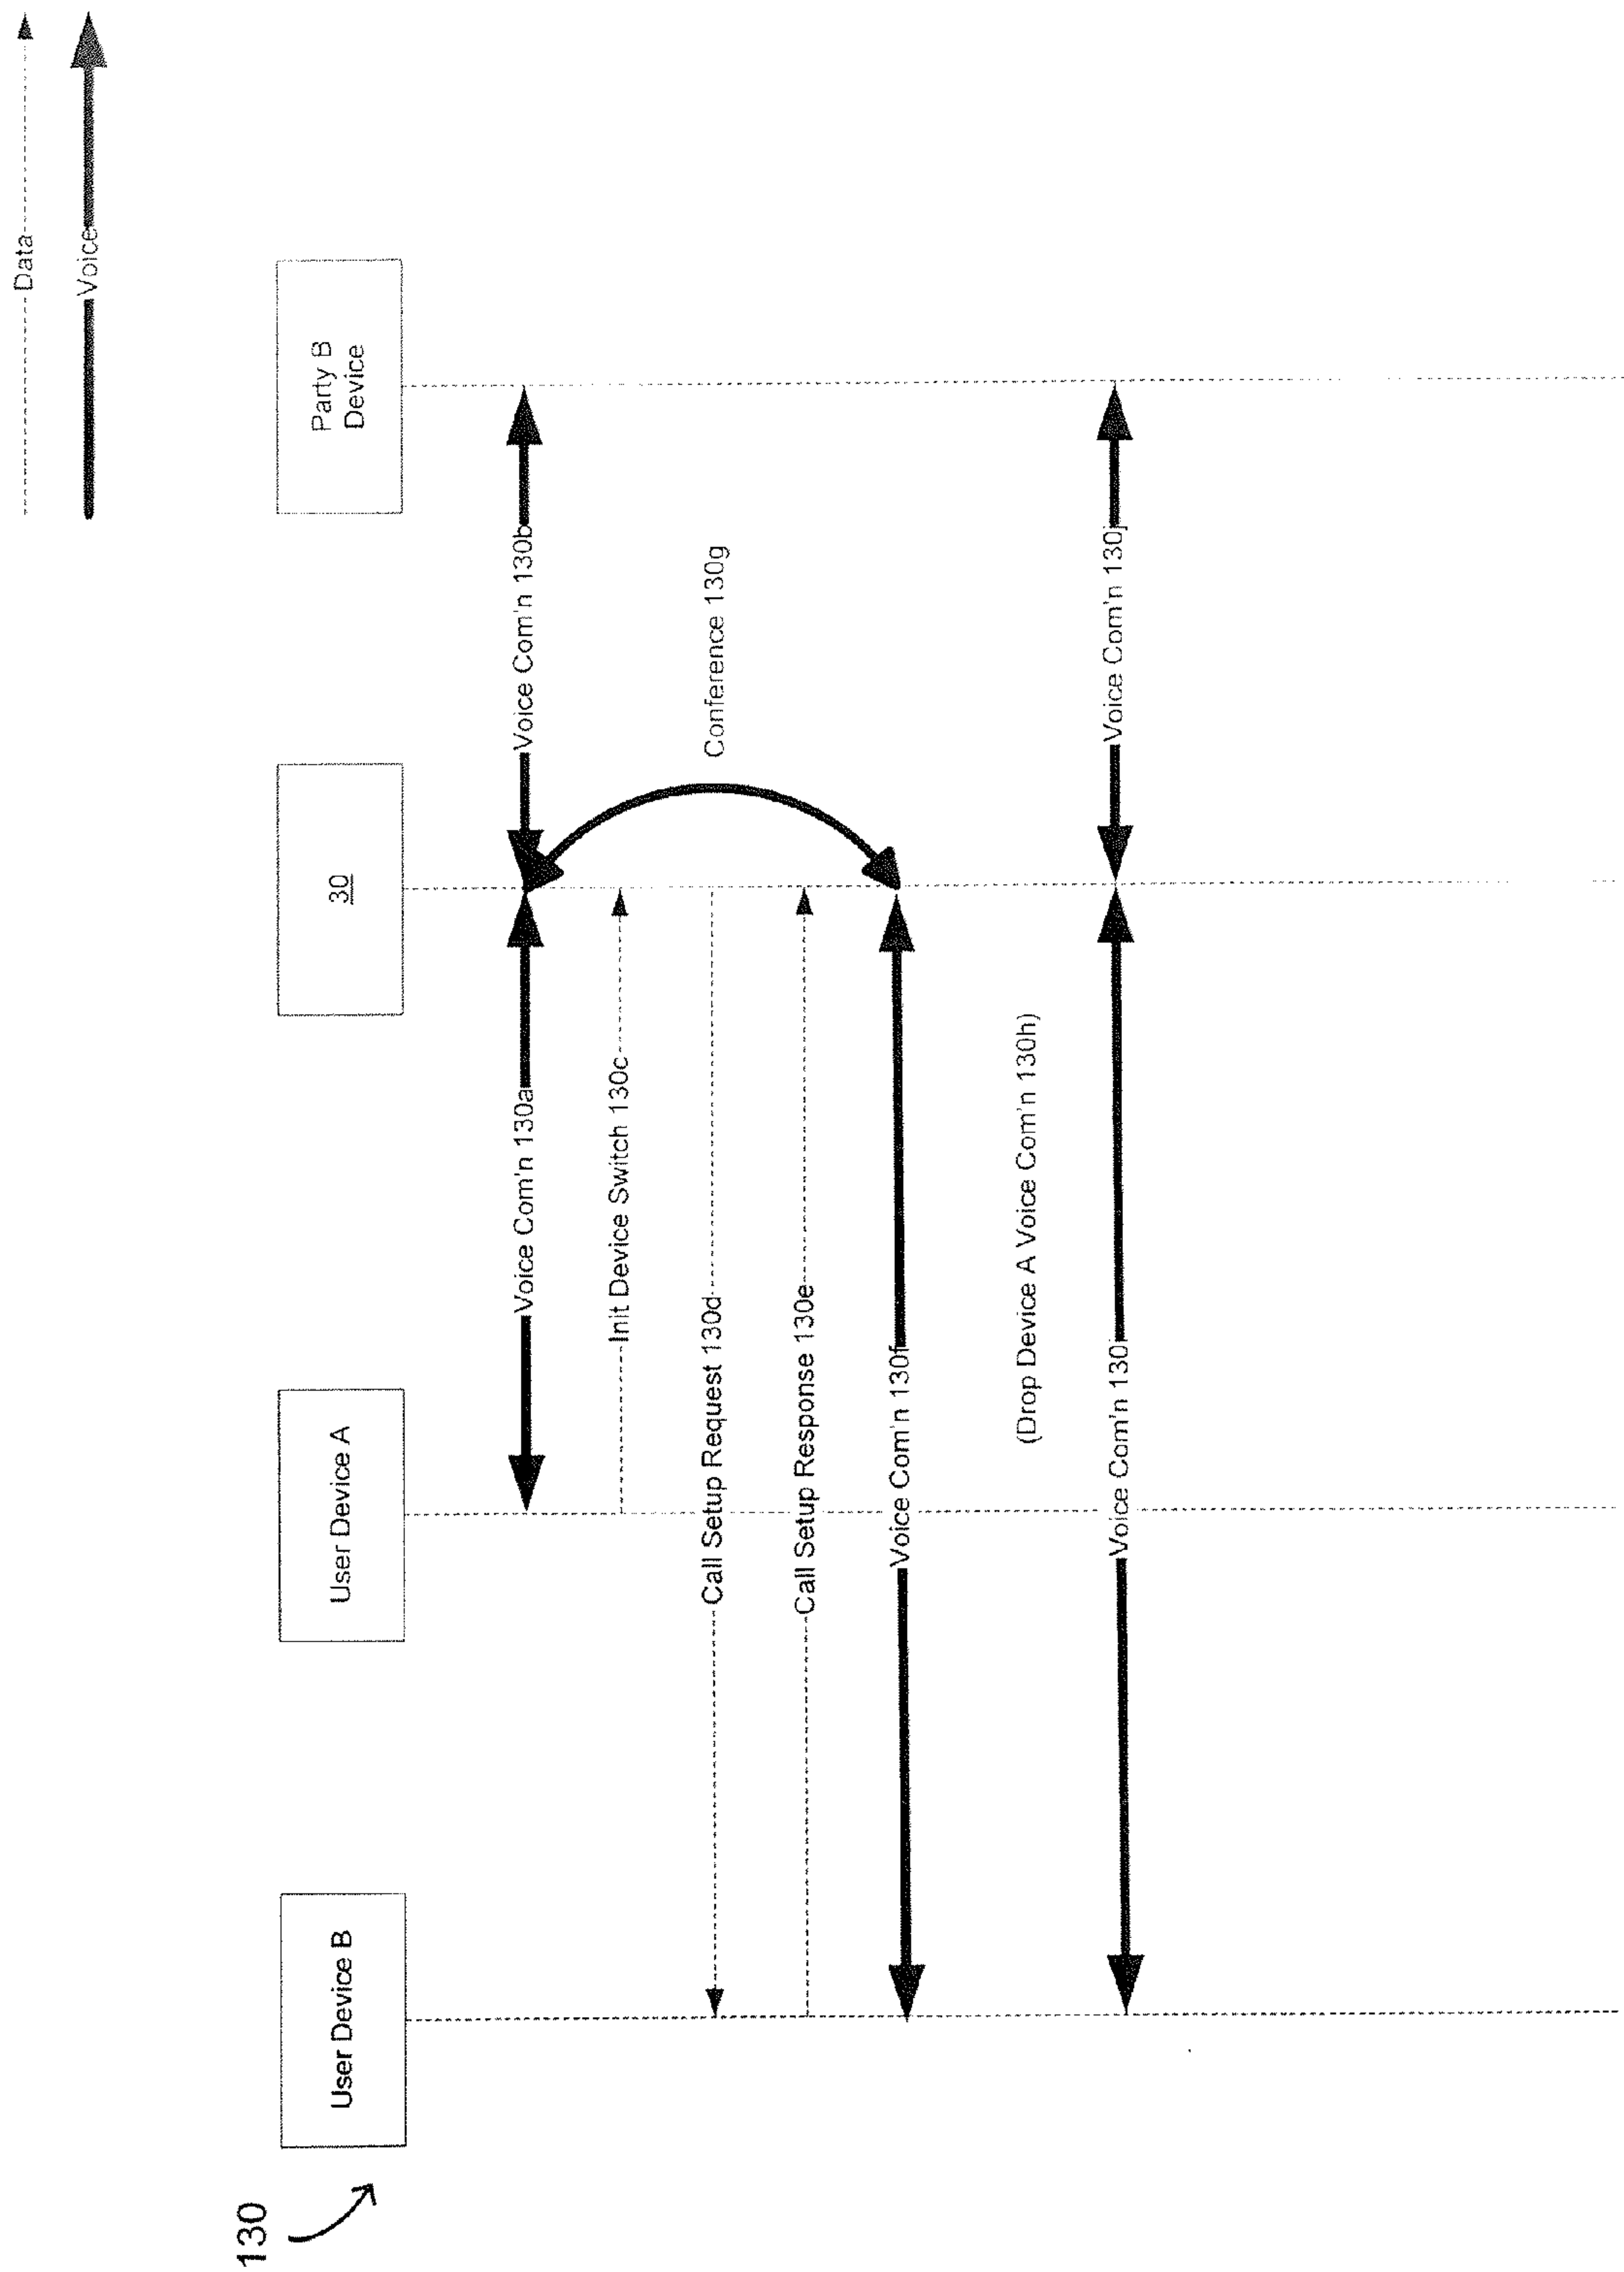 Data
Voice
130
User Device B
User Device A
30
Party B
Device
Voice Com'n 130a
Voice Com'n 130b
Init Device Switch 130c
Call Setup Request 130d
Conference 130g
Call Setup Response 130e
Voice Com'n 130f
(Drop Device A Voice Com'n 130h)
Voice Com'n 130i
Voice Com'n 130j